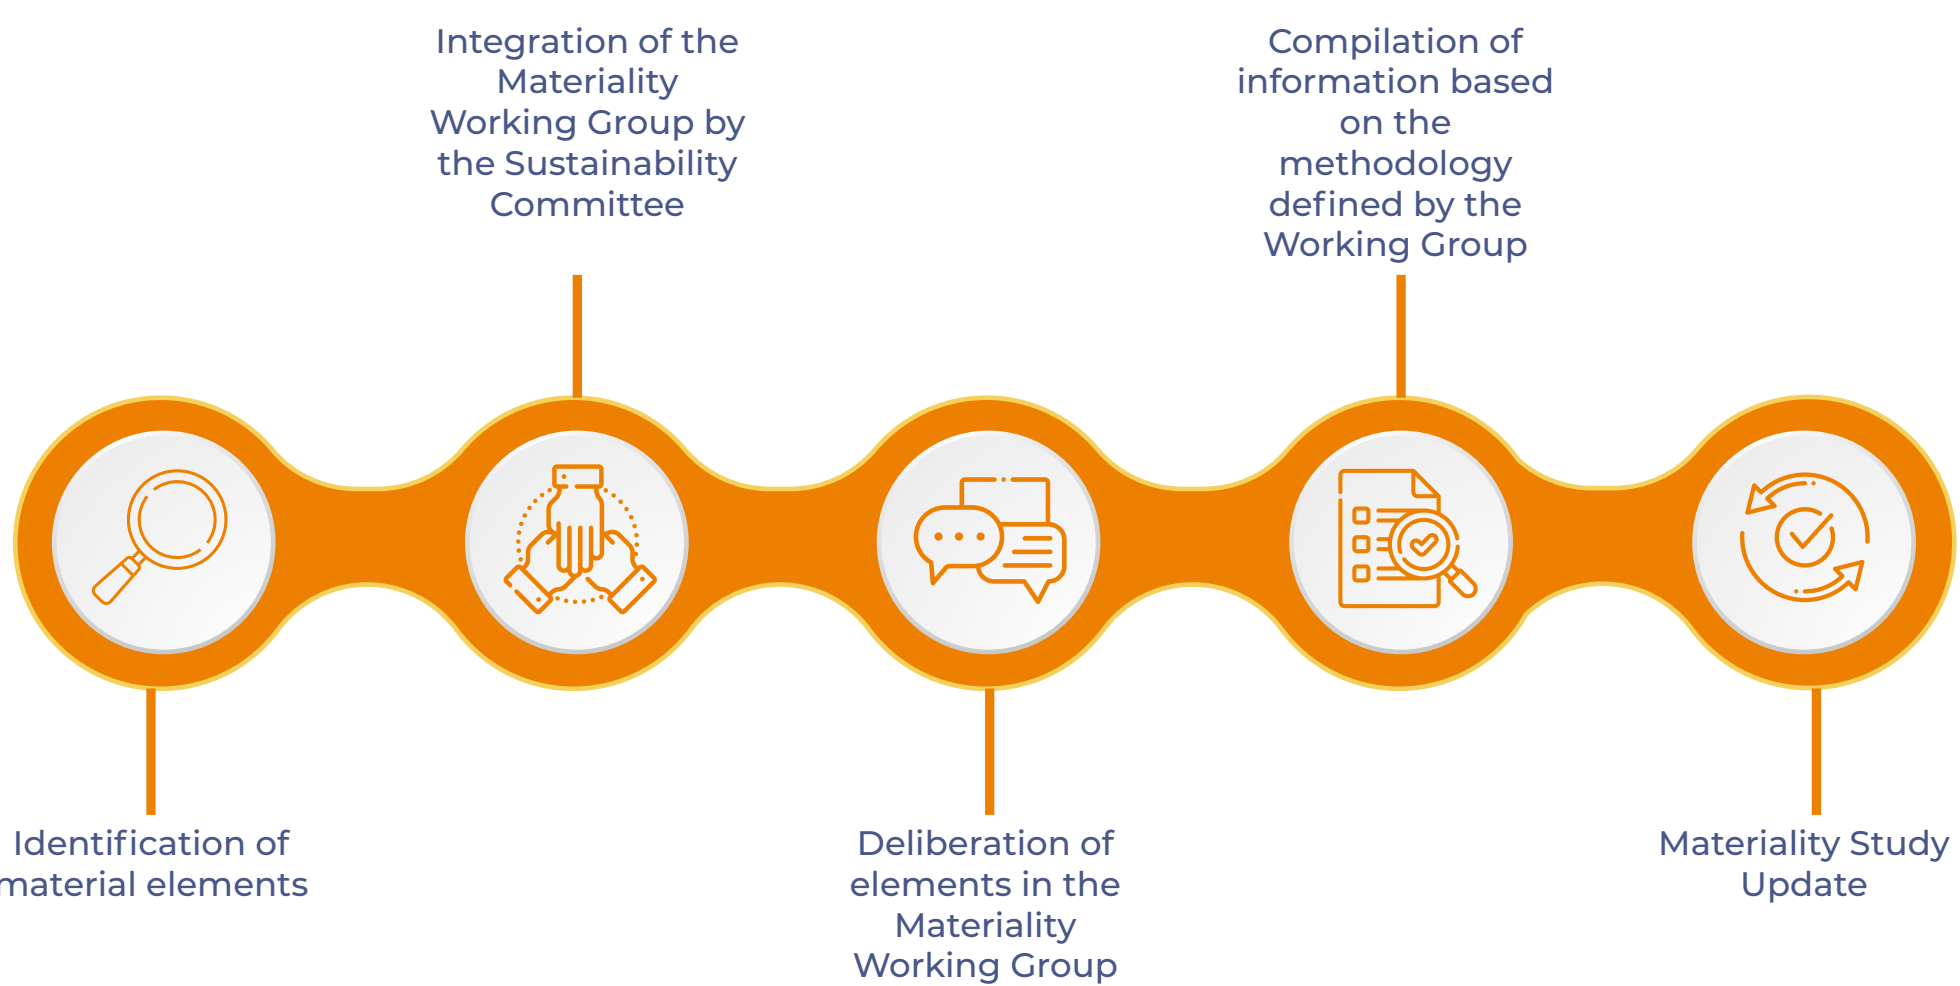 Identification of
material elements
Integration of the
Materiality
Working Group by
the Sustainability
Committee
Deliberation of
elements in the
Materiality
Working Group
Compilation of
information based
on the
methodology
defined by the
Working Group
Materiality Study
Update